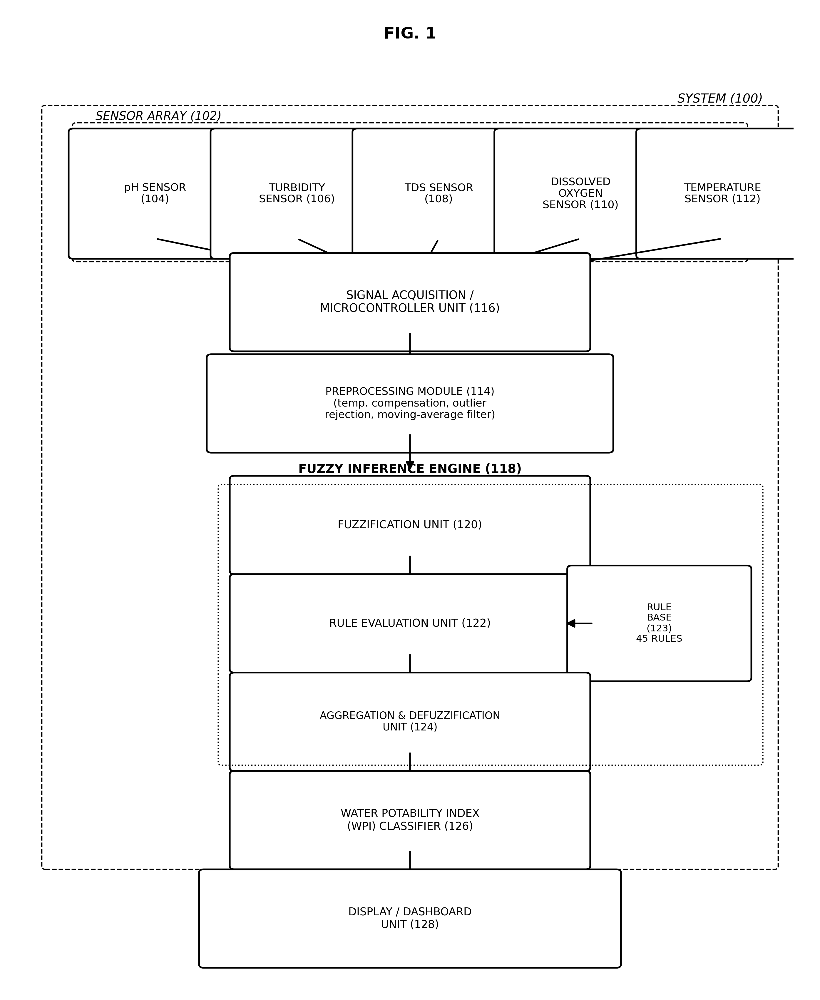 FIG. 1
SYSTEM (100)
SENSOR ARRAY (102)
pH SENSOR
(104)
TURBIDITY
SENSOR (106)
TDS SENSOR
(108)
DISSOLVED
OXYGEN
SENSOR (110)
TEMPERATURE
SENSOR (112)
SIGNAL ACQUISITION /
MICROCONTROLLER UNIT (116)
PREPROCESSING MODULE (114)
(temp. compensation, outlier
rejection, moving-average filter)
FUZZY INFERENCE ENGINE (118)
FUZZIFICATION UNIT (120)
RULE EVALUATION UNIT (122)
RULE
BASE
(123)
45 RULES
AGGREGATION & DEFUZZIFICATION
UNIT (124)
WATER POTABILITY INDEX
(WPI) CLASSIFIER (126)
DISPLAY / DASHBOARD
UNIT (128)